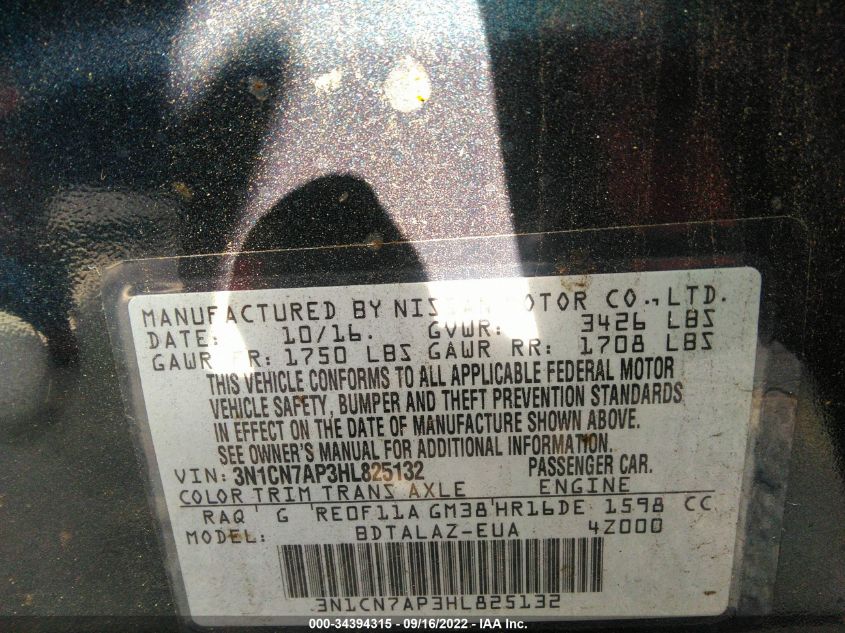 MANUFACTURED BY NISSAN MOTOR CO., LTD.
DATE: 10/16. GVWR: 3426 LBS
GAWR FR: 1750 LBS GAWR RR: 1708 LBS
THIS VEHICLE CONFORMS TO ALL APPLICABLE FEDERAL MOTOR
VEHICLE SAFETY, BUMPER AND THEFT PREVENTION STANDARDS
IN EFFECT ON THE DATE OF MANUFACTURE SHOWN ABOVE.
SEE OWNER'S MANUAL FOR ADDITIONAL INFORMATION.
VIN: 3N1CN7AP3HL825132 PASSENGER CAR.
COLOR TRIM TRANS AXLE ENGINE
RAQ G RE0F11A GM38 HR16DE 1598 CC
MODEL: BDTALAZ-EUA 4Z000
3N1CN7AP3HL825132
000-34394315 - 09/16/2022 - IAA Inc.